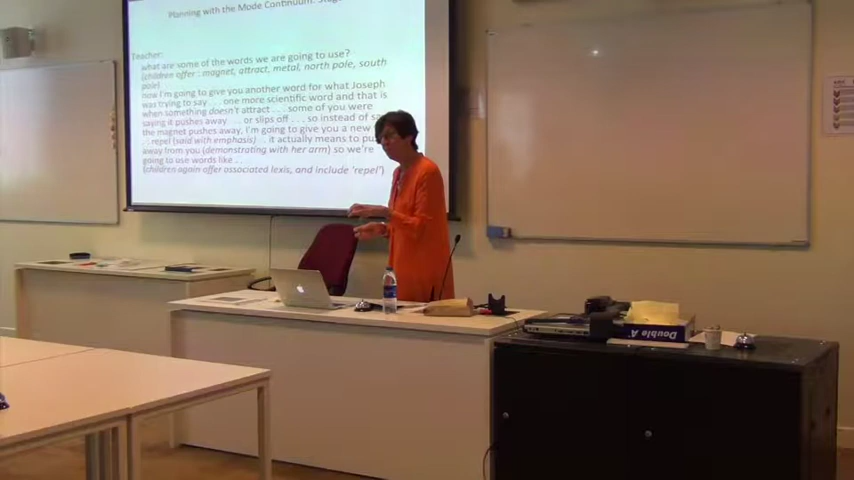 Planning with the Mode Continuum: Stage
Teacher:
what are some of the words we are going to use?
(children offer : magnet, attract, metal, north pole, south
pole)
now I'm going to give you another word for what Joseph
was trying to say . . . one more scientific word and that is
when something doesn't attract . . . some of you were
saying it pushes away . . . or slips off . . . so instead of
the magnet pushes away . . . I'm going to give you a new
. . repel (said with emphasis) . . it actually means to
away from you (demonstrating with her arm) so we're
going to use words like . .
(children again offer associated lexis, and include 'repel')
Double A